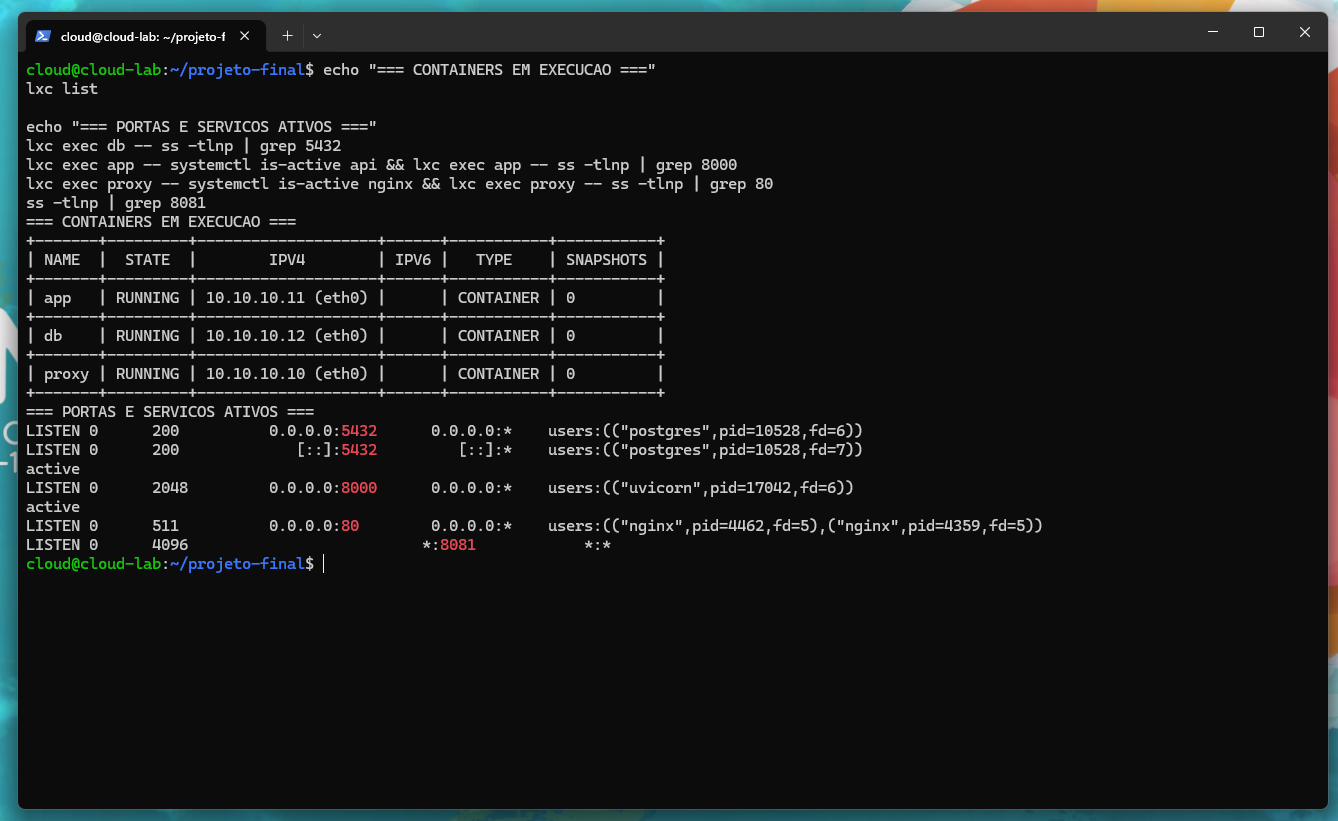 cloud@cloud-lab: ~/projeto-f
cloud@cloud-lab:~/projeto-final$ echo "=== CONTAINERS EM EXECUCAO ==="
lxc list
echo "=== PORTAS E SERVICOS ATIVOS ==="
lxc exec db -- ss -tlnp | grep 5432
lxc exec app -- systemctl is-active api && lxc exec app -- ss -tlnp | grep 8000
lxc exec proxy -- systemctl is-active nginx && lxc exec proxy -- ss -tlnp | grep 80
ss -tlnp | grep 8081
=== CONTAINERS EM EXECUCAO ===
+-------+---------+--------------------+------+-----------+-----------+
| NAME  |  STATE  |        IPV4        | IPV6 |   TYPE    | SNAPSHOTS |
+-------+---------+--------------------+------+-----------+-----------+
| app   | RUNNING | 10.10.10.11 (eth0) |      | CONTAINER | 0         |
+-------+---------+--------------------+------+-----------+-----------+
| db    | RUNNING | 10.10.10.12 (eth0) |      | CONTAINER | 0         |
+-------+---------+--------------------+------+-----------+-----------+
| proxy | RUNNING | 10.10.10.10 (eth0) |      | CONTAINER | 0         |
+-------+---------+--------------------+------+-----------+-----------+
=== PORTAS E SERVICOS ATIVOS ===
LISTEN 0      200          0.0.0.0:5432      0.0.0.0:*    users:(("postgres",pid=10528,fd=6))
LISTEN 0      200             [::]:5432         [::]:*    users:(("postgres",pid=10528,fd=7))
active
LISTEN 0      2048         0.0.0.0:8000      0.0.0.0:*    users:(("uvicorn",pid=17042,fd=6))
active
LISTEN 0      511          0.0.0.0:80        0.0.0.0:*    users:(("nginx",pid=4462,fd=5),("nginx",pid=4359,fd=5))
LISTEN 0      4096                          *:8081            *:*
cloud@cloud-lab:~/projeto-final$